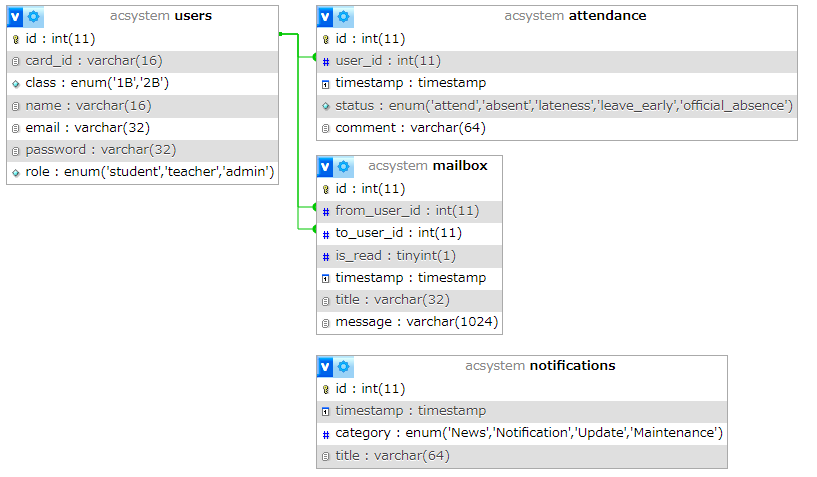 v acsystem users
id : int(11)
card_id : varchar(16)
class : enum('1B','2B')
name : varchar(16)
email : varchar(32)
password : varchar(32)
role : enum('student','teacher','admin')
v acsystem attendance
id : int(11)
# user_id : int(11)
timestamp : timestamp
status : enum('attend','absent','lateness','leave_early','official_absence')
comment : varchar(64)
v acsystem mailbox
id : int(11)
# from_user_id : int(11)
# to_user_id : int(11)
# is_read : tinyint(1)
timestamp : timestamp
title : varchar(32)
message : varchar(1024)
v acsystem notifications
id : int(11)
timestamp : timestamp
# category : enum('News','Notification','Update','Maintenance')
title : varchar(64)